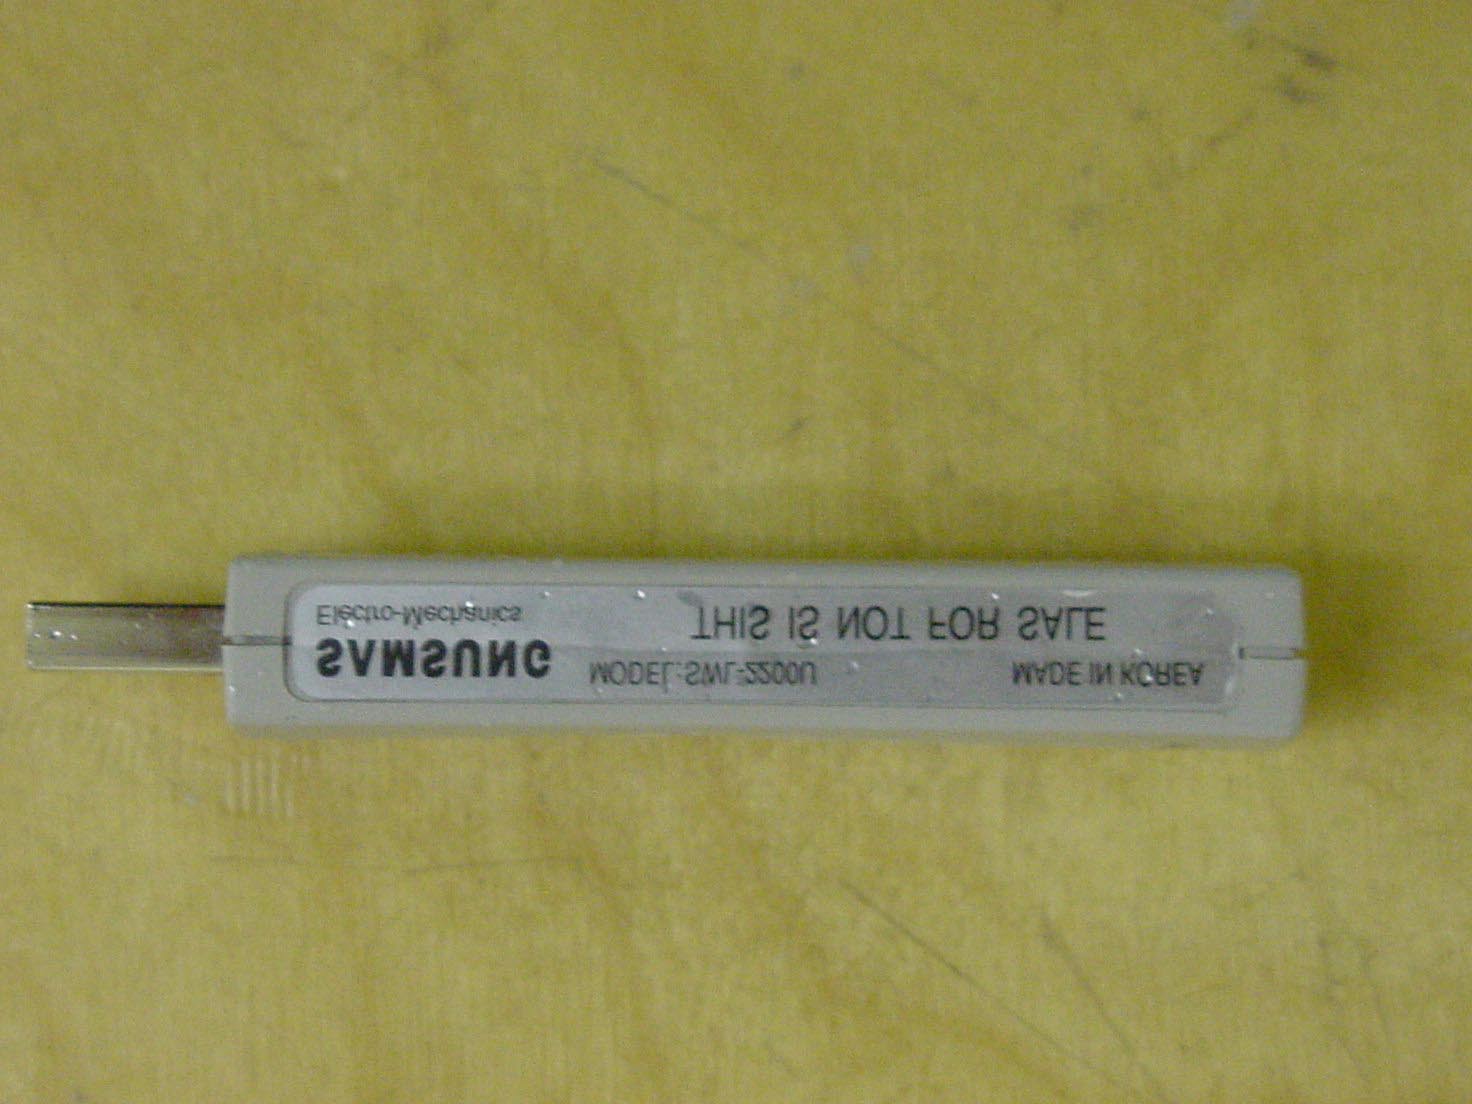 SAMSUNG MODEL:SWL-2200U MADE IN KOREA
Electro-Mechanics THIS IS NOT FOR SALE